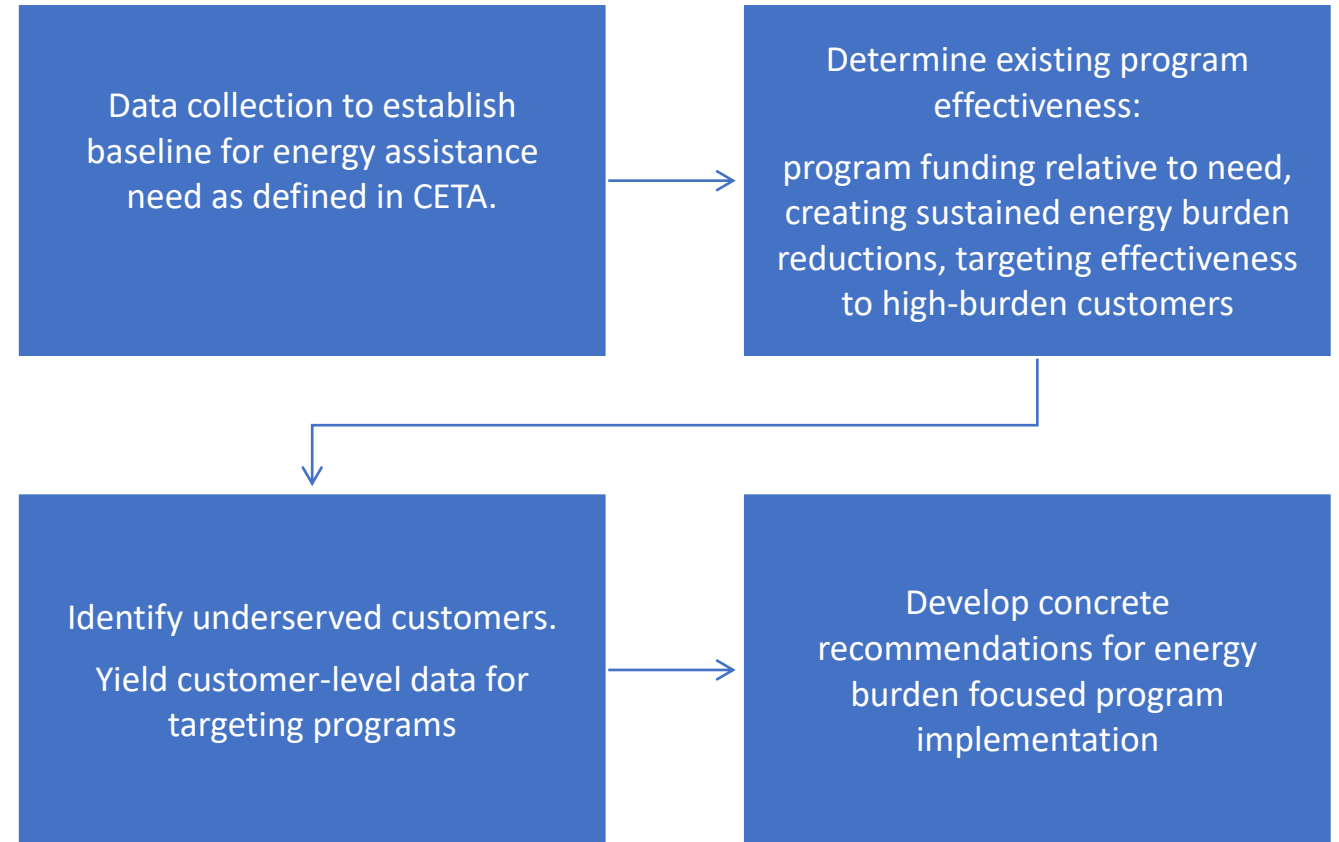 Data collection to establish
baseline for energy assistance
need as defined in CETA.
Determine existing program
effectiveness:
program funding relative to need,
creating sustained energy burden
reductions, targeting effectiveness
to high-burden customers
Identify underserved customers.
Yield customer-level data for
targeting programs
Develop concrete
recommendations for energy
burden focused program
implementation